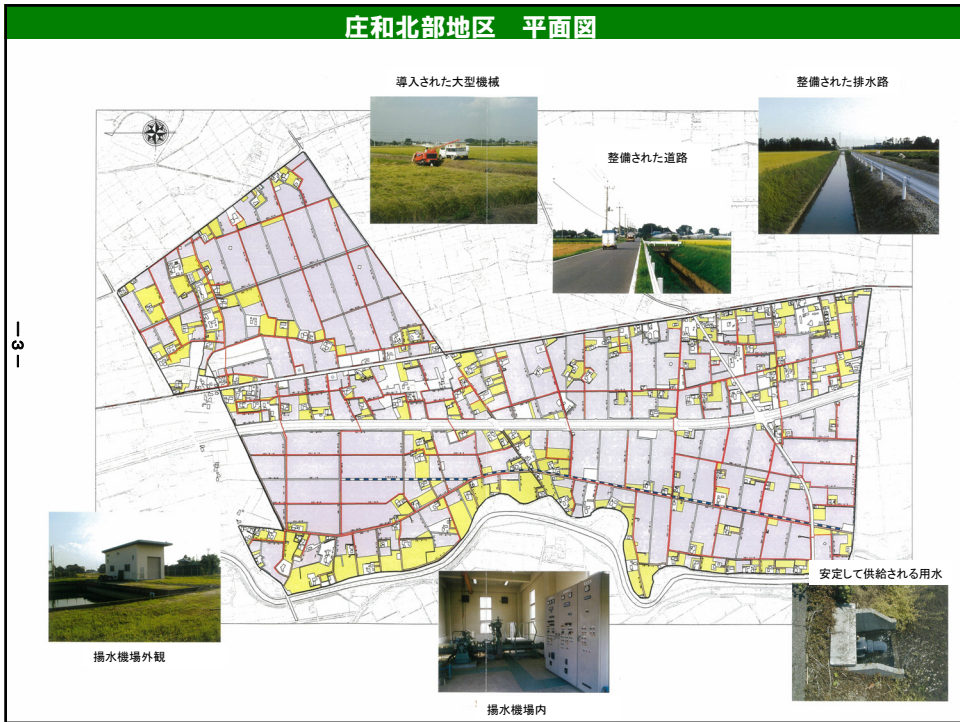 庄和北部地区 平面図
導入された大型機械
整備された排水路
整備された道路
－3－
安定して供給される用水
揚水機場外観
揚水機場内